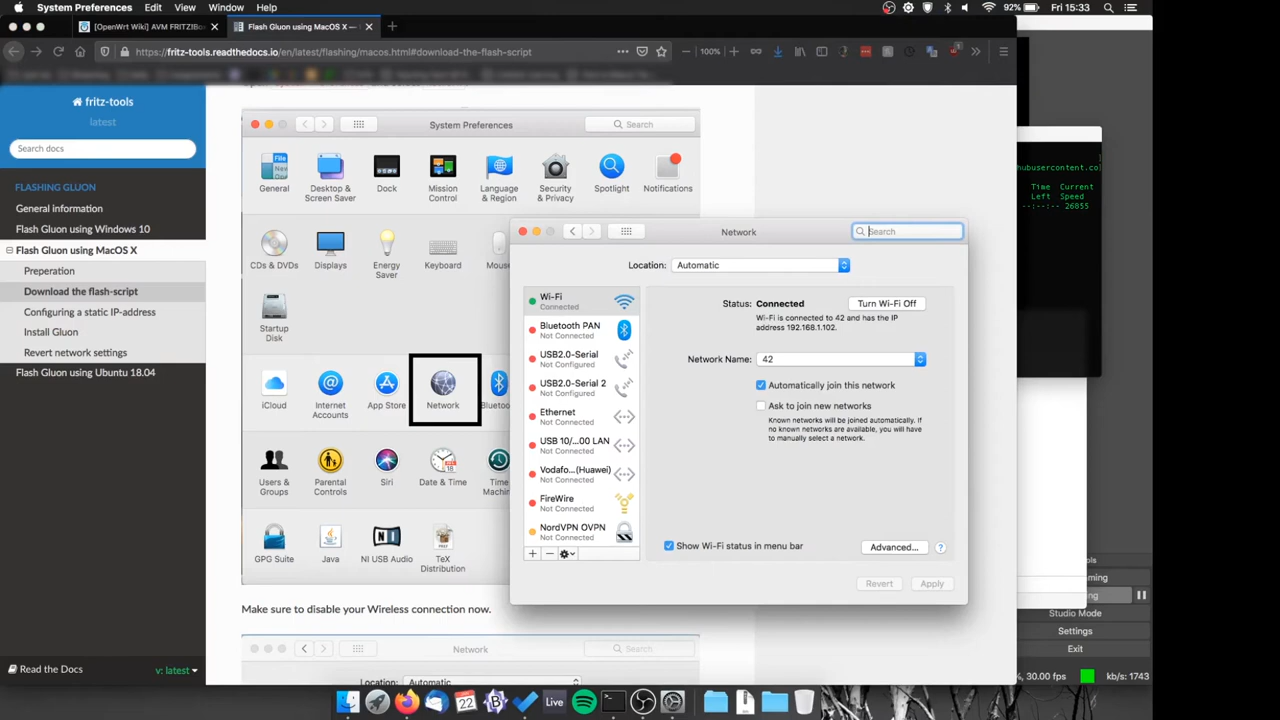 System Preferences Edit View Window Help
92% Fri 15:33
[OpenWrt Wiki] AVM FRITZ!Box
Flash Gluon using MacOS X —
https://fritz-tools.readthedocs.io/en/latest/flashing/macos.html#download-the-flash-script
100%
fritz-tools
latest
Search docs
FLASHING GLUON
General information
Flash Gluon using Windows 10
Flash Gluon using MacOS X
Preparation
Download the flash-script
Configuring a static IP-address
Install Gluon
Revert network settings
Flash Gluon using Ubuntu 18.04
Read the Docs
v: latest
System Preferences
Search
General
Desktop &
Screen Saver
Dock
Mission
Control
Language
& Region
Security
& Privacy
Spotlight
Notifications
CDs & DVDs
Displays
Energy
Saver
Keyboard
Mouse
Startup
Disk
iCloud
Internet
Accounts
App Store
Network
Users &
Groups
Parental
Controls
Siri
Date & Time
Time
GPG Suite
Java
NI USB Audio
TeX
Distribution
Make sure to disable your Wireless connection now.
Network
Search
Location:
Automatic
Network
Search
Location:
Automatic
Wi-Fi
Connected
Bluetooth PAN
Not Connected
USB2.0-Serial
Not Configured
USB2.0-Serial 2
Not Configured
Ethernet
Not Connected
USB 10/...00 LAN
Not Connected
Vodafo...(Huawei)
Not Connected
FireWire
Not Connected
NordVPN OVPN
Not Connected
Status: Connected
Turn Wi-Fi Off
Wi-Fi is connected to 42 and has the IP
address 192.168.1.102.
Network Name: 42
Automatically join this network
Ask to join new networks
Known networks will be joined automatically. If
no known networks are available, you will have
to manually select a network.
Show Wi-Fi status in menu bar
Advanced...
?
Revert
Apply
hubusercontent.co
Time Current
Left Speed
--:--:-- 26855
Studio Mode
Settings
Exit
%, 30.00 fps
kb/s: 1743
22
Live